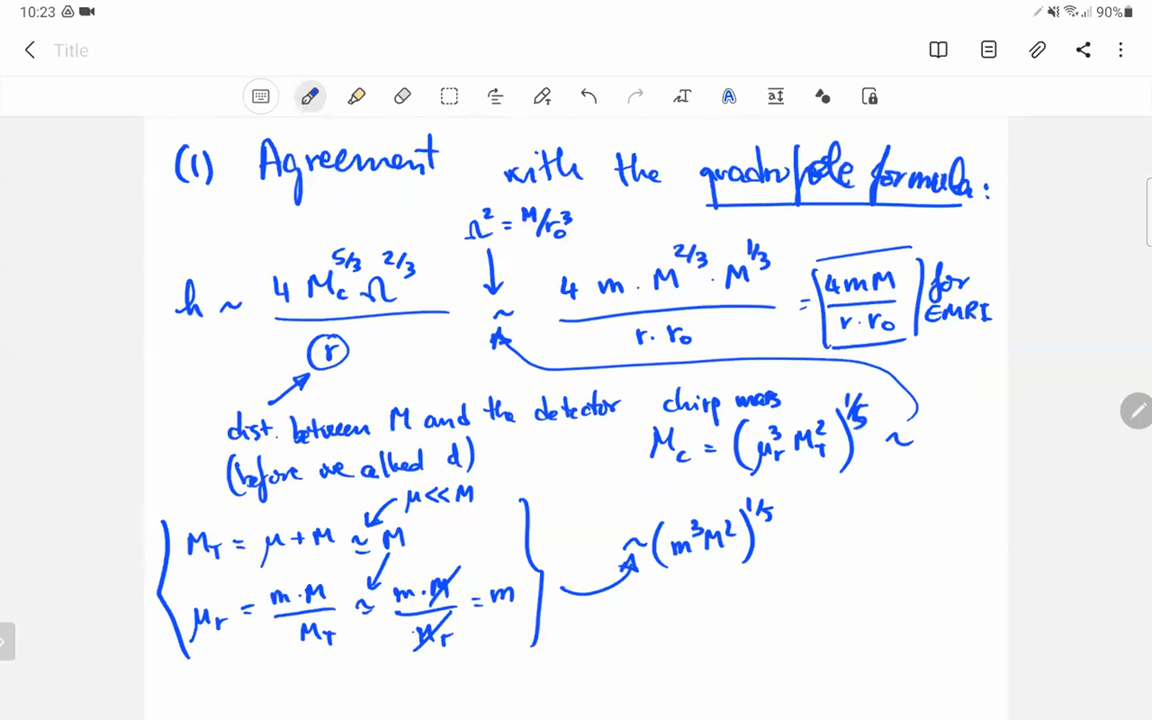 10:23 90%
Title
(1) Agreement with the quadrupole formula:
Ω² = M/r₀³
h ~ 4 M_c^{5/3} Ω^{2/3} / r ~ 4 m · M^{2/3} · M^{1/3} / r · r₀ = [4mM / r · r₀] for EMRI
dist. between M and the detector
(before we called d)
chirp mass
M_c = (μ_r³ M_T²)^{1/5} ~
μ << M
M_T = μ + M ≃ M
~ (m³M²)^{1/5}
μ_r = m·M / M_T ≃ m·M / M_T = m